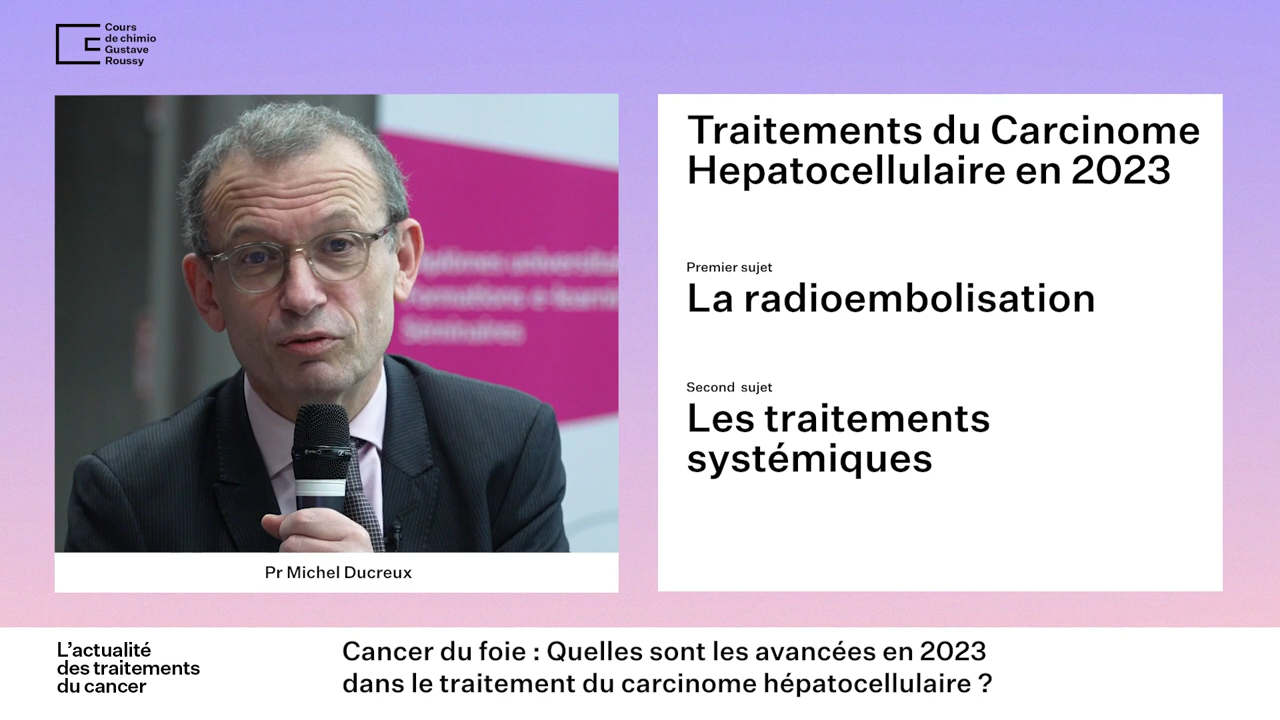 Cours
de chimio
Gustave
Roussy
Séminaires
Pr Michel Ducreux
Traitements du Carcinome
Hepatocellulaire en 2023
Premier sujet
La radioembolisation
Second sujet
Les traitements
systémiques
L'actualité
des traitements
du cancer
Cancer du foie : Quelles sont les avancées en 2023
dans le traitement du carcinome hépatocellulaire ?